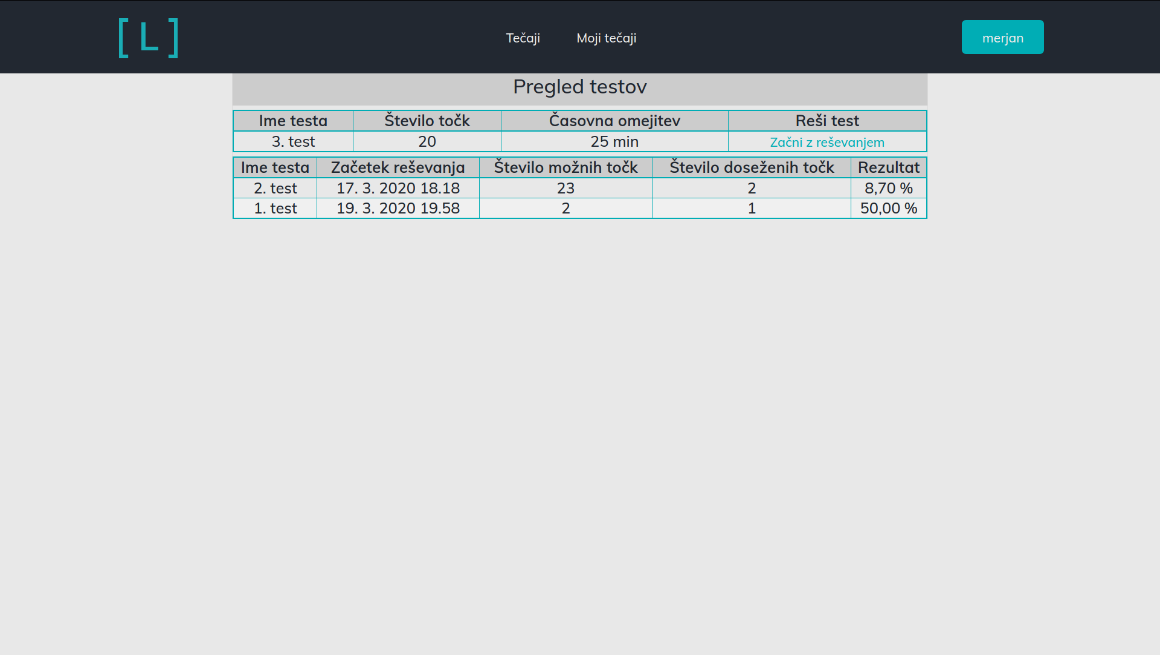 [ L ]
Tečaji Moji tečaji
merjan
Pregled testov
Ime testa Število točk Časovna omejitev Reši test
3. test 20 25 min Začni z reševanjem
Ime testa Začetek reševanja Število možnih točk Število doseženih točk Rezultat
2. test 17. 3. 2020 18.18 23 2 8,70 %
1. test 19. 3. 2020 19.58 2 1 50,00 %